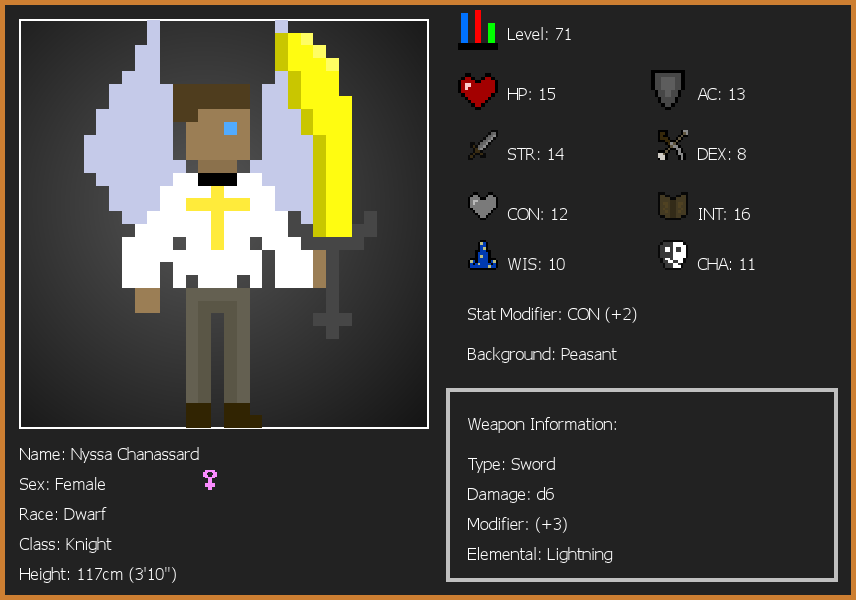 Level: 71
HP: 15
AC: 13
STR: 14
DEX: 8
CON: 12
INT: 16
WIS: 10
CHA: 11
Stat Modifier: CON (+2)
Background: Peasant
Weapon Information:
Type: Sword
Damage: d6
Modifier: (+3)
Elemental: Lightning
Name: Nyssa Chanassard
Sex: Female
Race: Dwarf
Class: Knight
Height: 117cm (3'10")